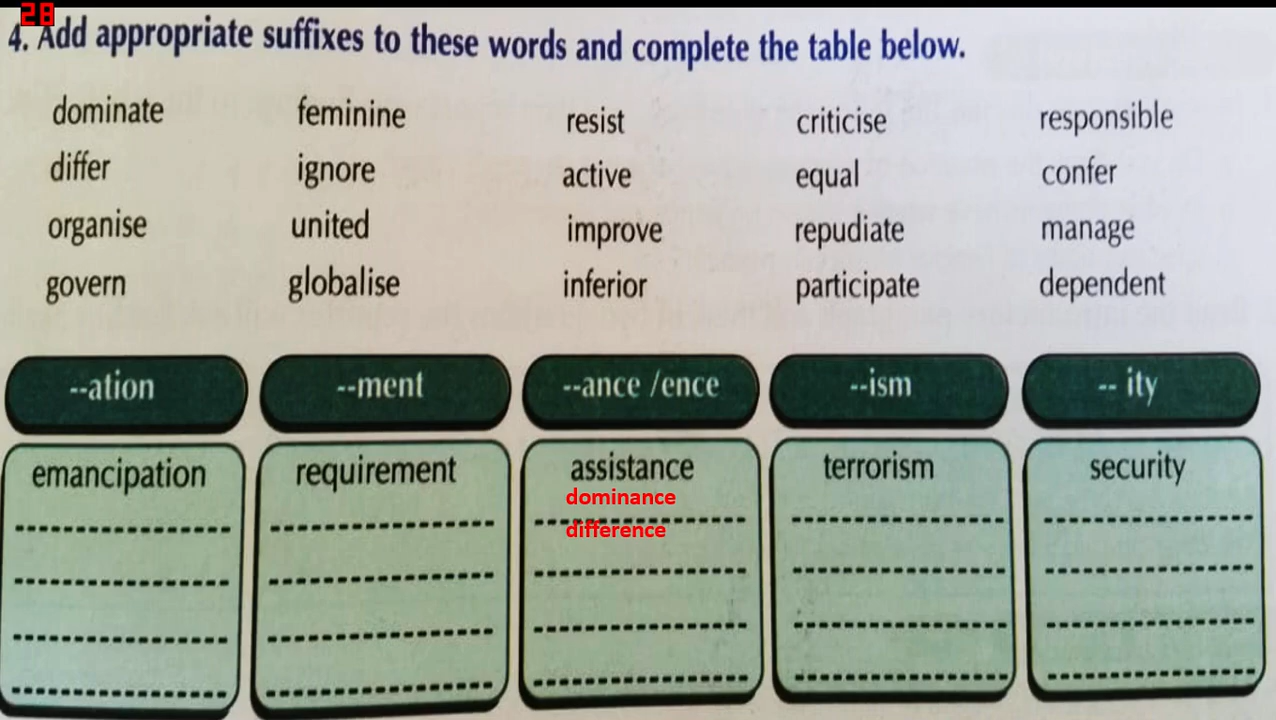 28
4. Add appropriate suffixes to these words and complete the table below.
dominate feminine resist criticise responsible
differ ignore active equal confer
organise united improve repudiate manage
govern globalise inferior participate dependent
--ation --ment --ance /ence --ism -- ity
emancipation requirement assistance terrorism security
dominance
difference